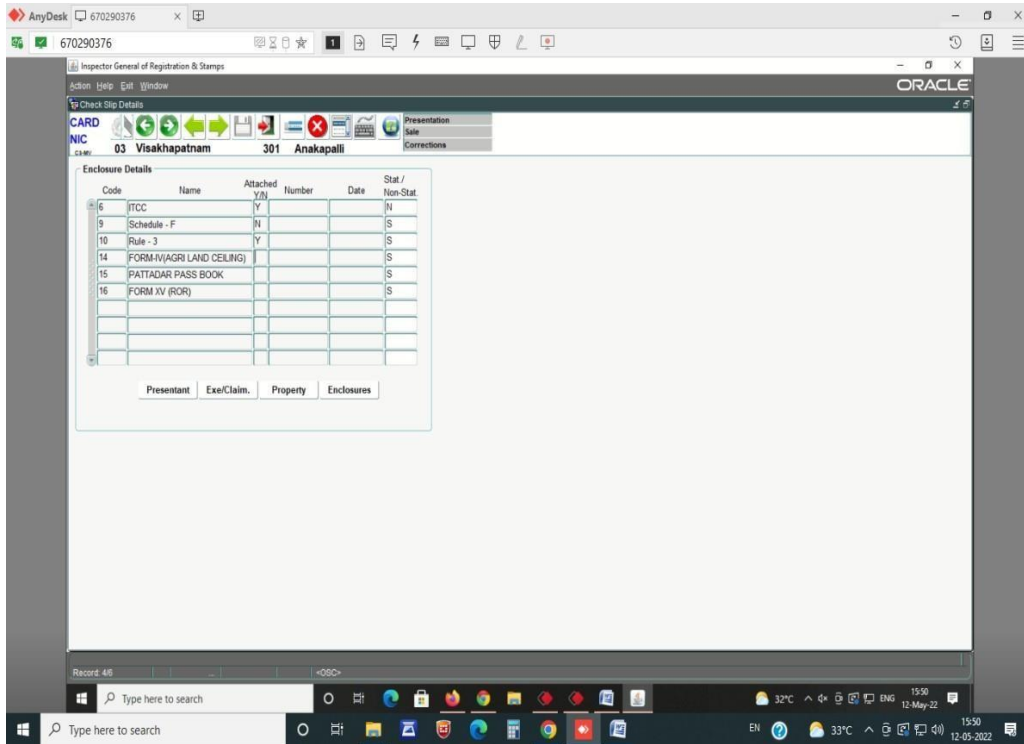 AnyDesk 670290376
670290376
1
Inspector General of Registration & Stamps
Action Help Exit Window
ORACLE
Check Slip Details
CARD
NIC
03 Visakhapatnam 301 Anakapalli
Presentation
Sale
Corrections
Enclosure Details
Code Name Attached Y/N Number Date Stat./ Non-Stat.
6 ITCC Y N
9 Schedule - F N S
10 Rule - 3 Y S
14 FORM-IV(AGRI LAND CEILING) S
15 PATTADAR PASS BOOK S
16 FORM XV (ROR) S
Presentant Exe/Claim. Property Enclosures
Record: 4/6 ... <OSC>
Type here to search 32°C ENG 15:50
12-May-22
Type here to search EN 33°C 15:50
12-05-2022